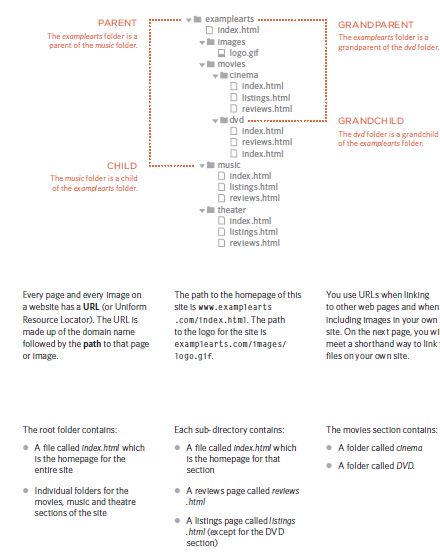 PARENT
The examplearts folder is a
parent of the music folder.
examplearts
index.html
images
logo.gif
movies
cinema
index.html
listings.html
reviews.html
dvd
index.html
reviews.html
index.html
music
index.html
listings.html
reviews.html
theater
index.html
listings.html
reviews.html
GRANDPARENT
The examplearts folder is a
grandparent of the dvd folder.
GRANDCHILD
The dvd folder is a grandchild
of the examplearts folder.
CHILD
The music folder is a child
of the examplearts folder.
Every page and every image on
a website has a URL (or Uniform
Resource Locator). The URL is
made up of the domain name
followed by the path to that page
or image.
The path to the homepage of this
site is www.examplearts
.com/index.html. The path
to the logo for the site is
examplearts.com/images/
logo.gif.
You use URLs when linking
to other web pages and when
including images in your own
site. On the next page, you wi
meet a shorthand way to link
files on your own site.
The root folder contains:
● A file called index.html which
is the homepage for the
entire site
● Individual folders for the
movies, music and theatre
sections of the site
Each sub-directory contains:
● A file called index.html which
is the homepage for that
section
● A reviews page called reviews
.html
● A listings page called listings
.html (except for the DVD
section)
The movies section contains:
● A folder called cinema
● A folder called DVD.